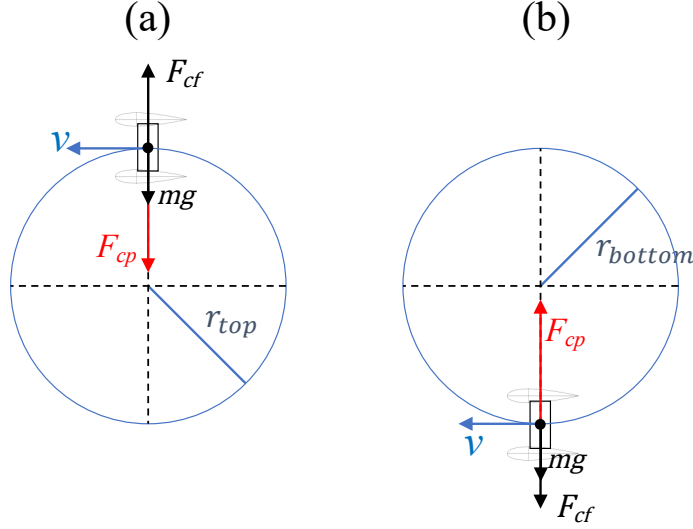 (a)
F_cf
v
mg
F_cp
r_top
(b)
r_bottom
F_cp
v
mg
F_cf